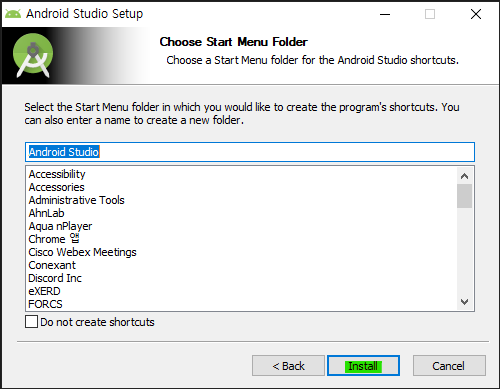 Android Studio Setup
Choose Start Menu Folder
Choose a Start Menu folder for the Android Studio shortcuts.
Select the Start Menu folder in which you would like to create the program's shortcuts. You
can also enter a name to create a new folder.
Android Studio
Accessibility
Accessories
Administrative Tools
AhnLab
Aqua nPlayer
Chrome 앱
Cisco Webex Meetings
Conexant
Discord Inc
eXERD
FORCS
Do not create shortcuts
< Back
Install
Cancel